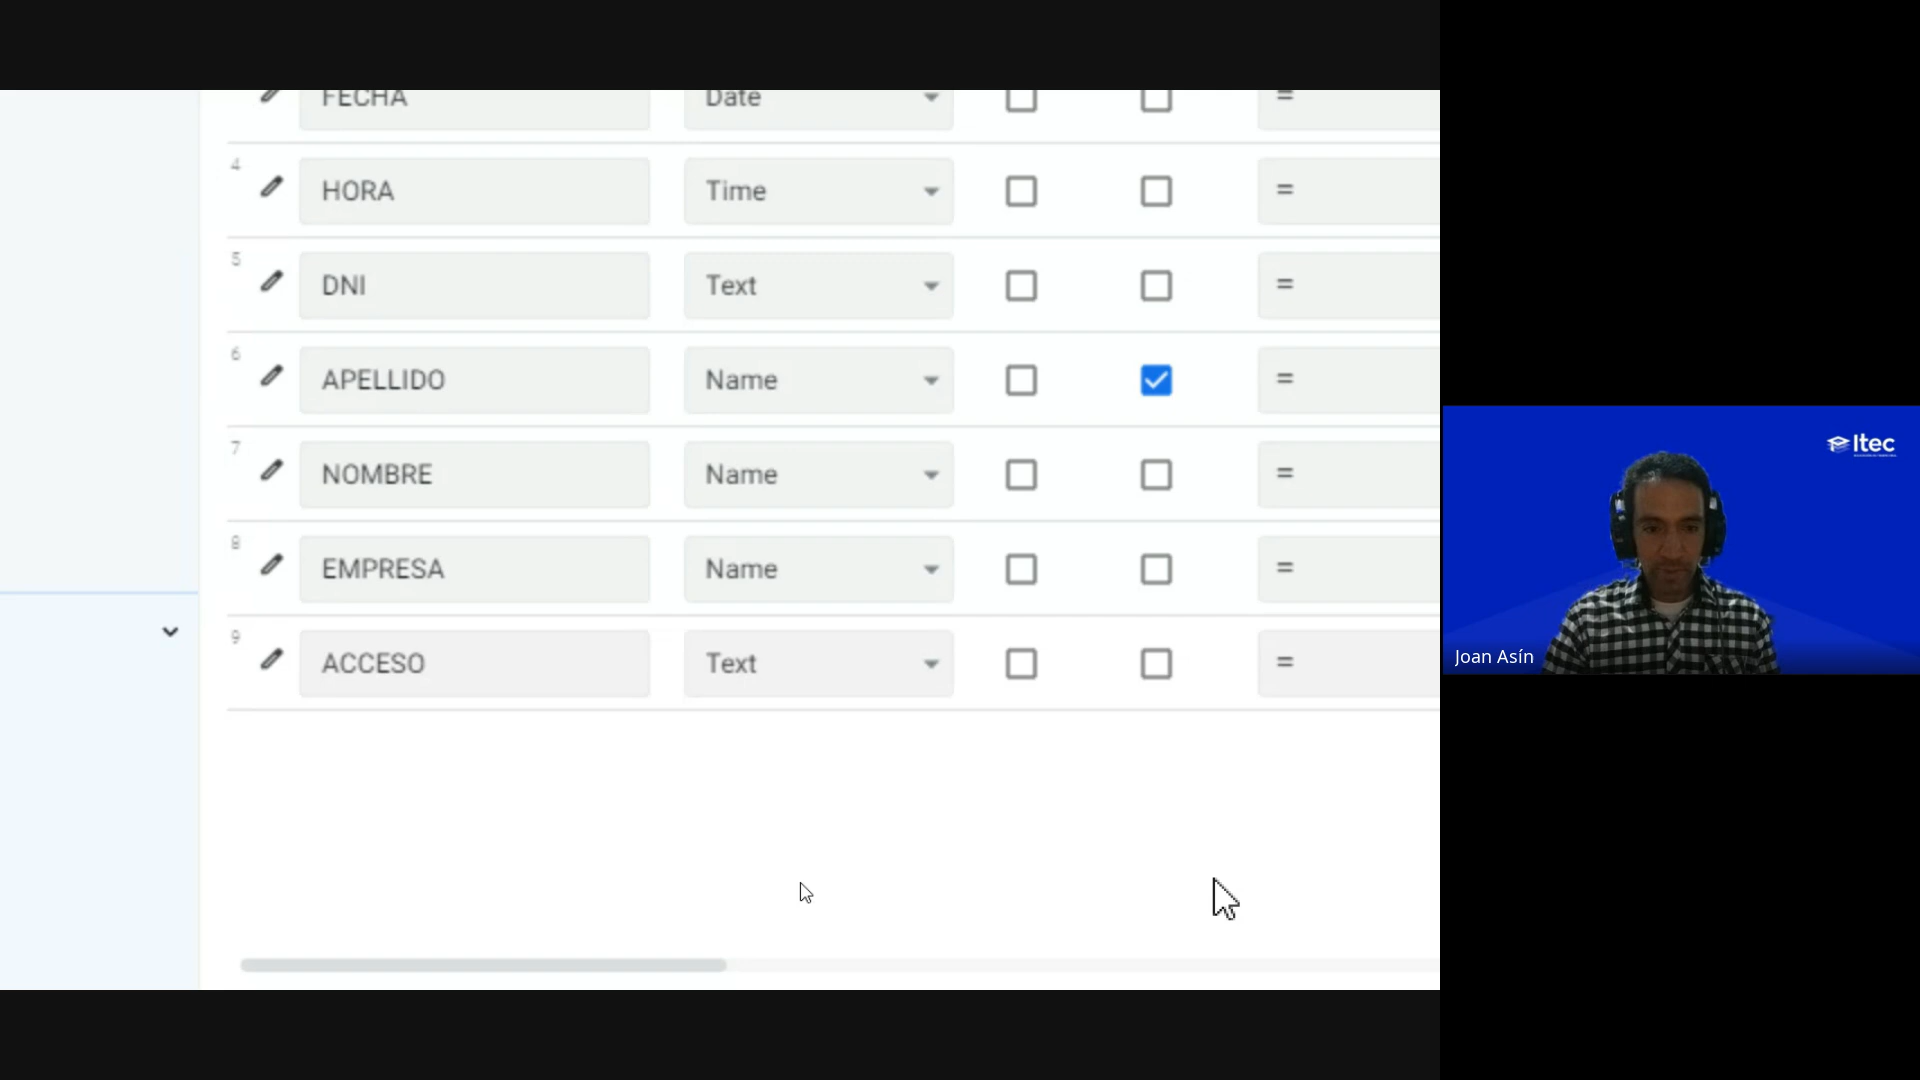 FECHA Date =
4 HORA Time =
5 DNI Text =
6 APELLIDO Name =
7 NOMBRE Name =
8 EMPRESA Name =
9 ACCESO Text =
Itec
Joan Asín